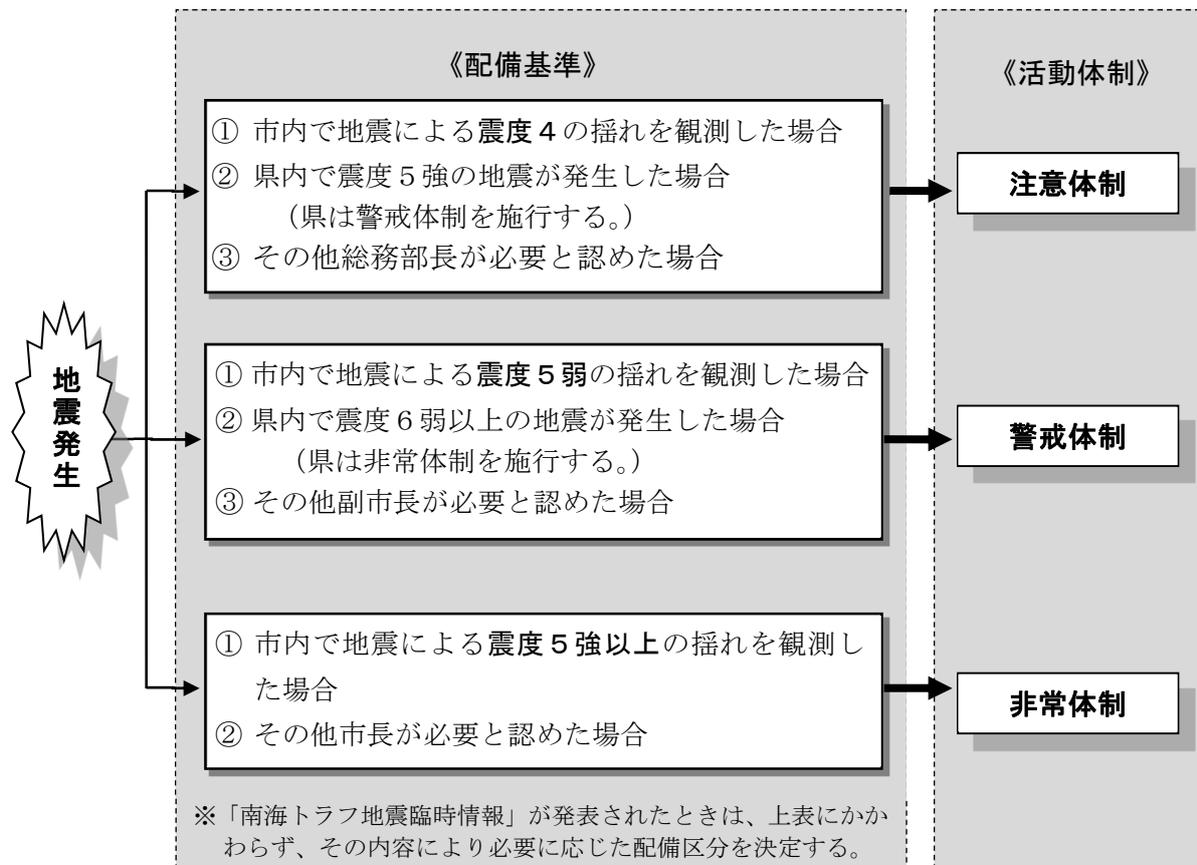 《配備基準》
《活動体制》
地震発生
① 市内で地震による震度４の揺れを観測した場合
② 県内で震度５強の地震が発生した場合
（県は警戒体制を施行する。）
③ その他総務部長が必要と認めた場合
注意体制
① 市内で地震による震度５弱の揺れを観測した場合
② 県内で震度６弱以上の地震が発生した場合
（県は非常体制を施行する。）
③ その他副市長が必要と認めた場合
警戒体制
① 市内で地震による震度５強以上の揺れを観測し
た場合
② その他市長が必要と認めた場合
非常体制
※「南海トラフ地震臨時情報」が発表されたときは、上表にかか
わらず、その内容により必要に応じた配備区分を決定する。